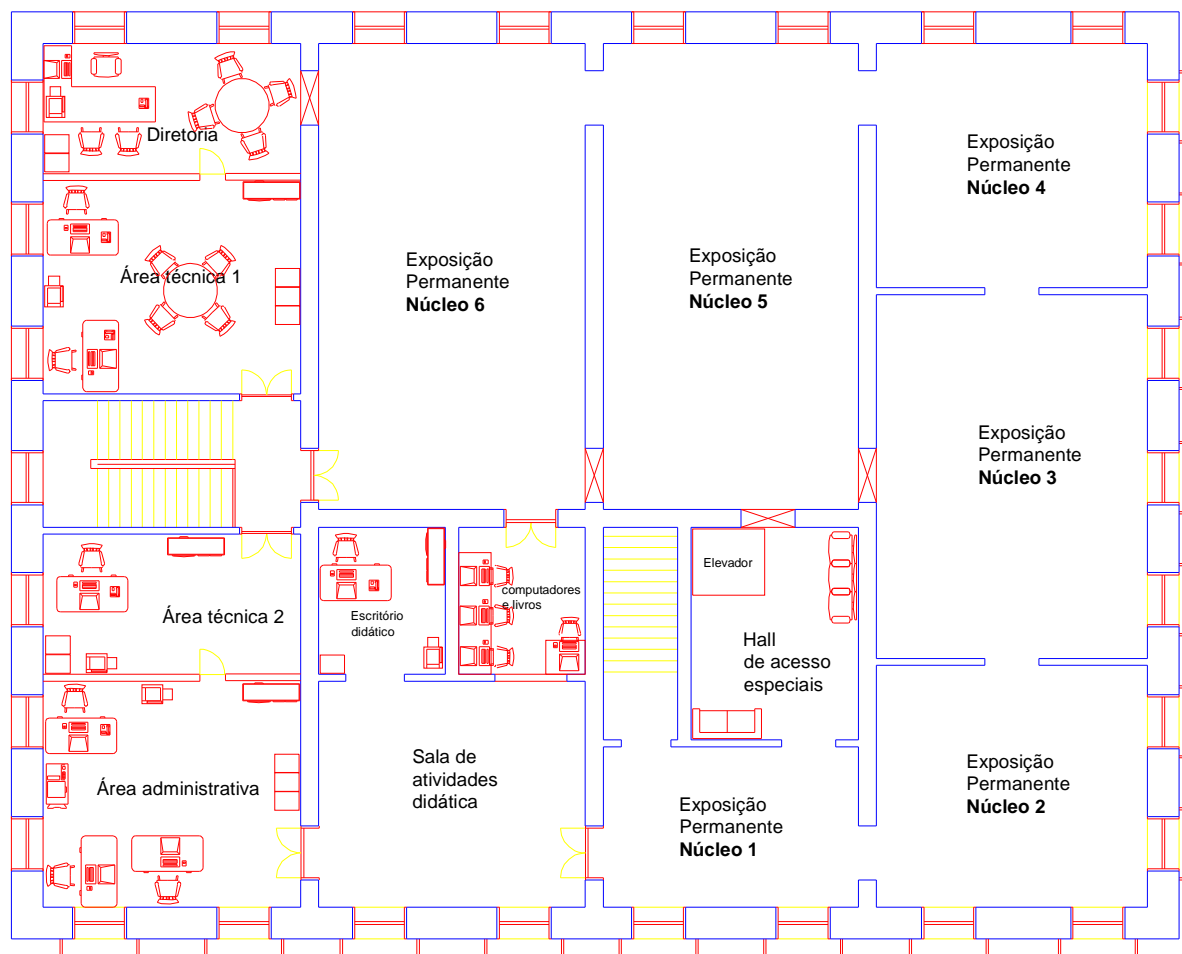 Diretoria
Exposição
Permanente
Núcleo 4
Exposição
Permanente
Núcleo 5
Exposição
Permanente
Núcleo 6
Área técnica 1
Exposição
Permanente
Núcleo 3
Elevador
computadores
e livros
Escritório
didático
Área técnica 2
Hall
de acesso
especiais
Sala de
atividades
didática
Exposição
Permanente
Núcleo 2
Área administrativa
Exposição
Permanente
Núcleo 1